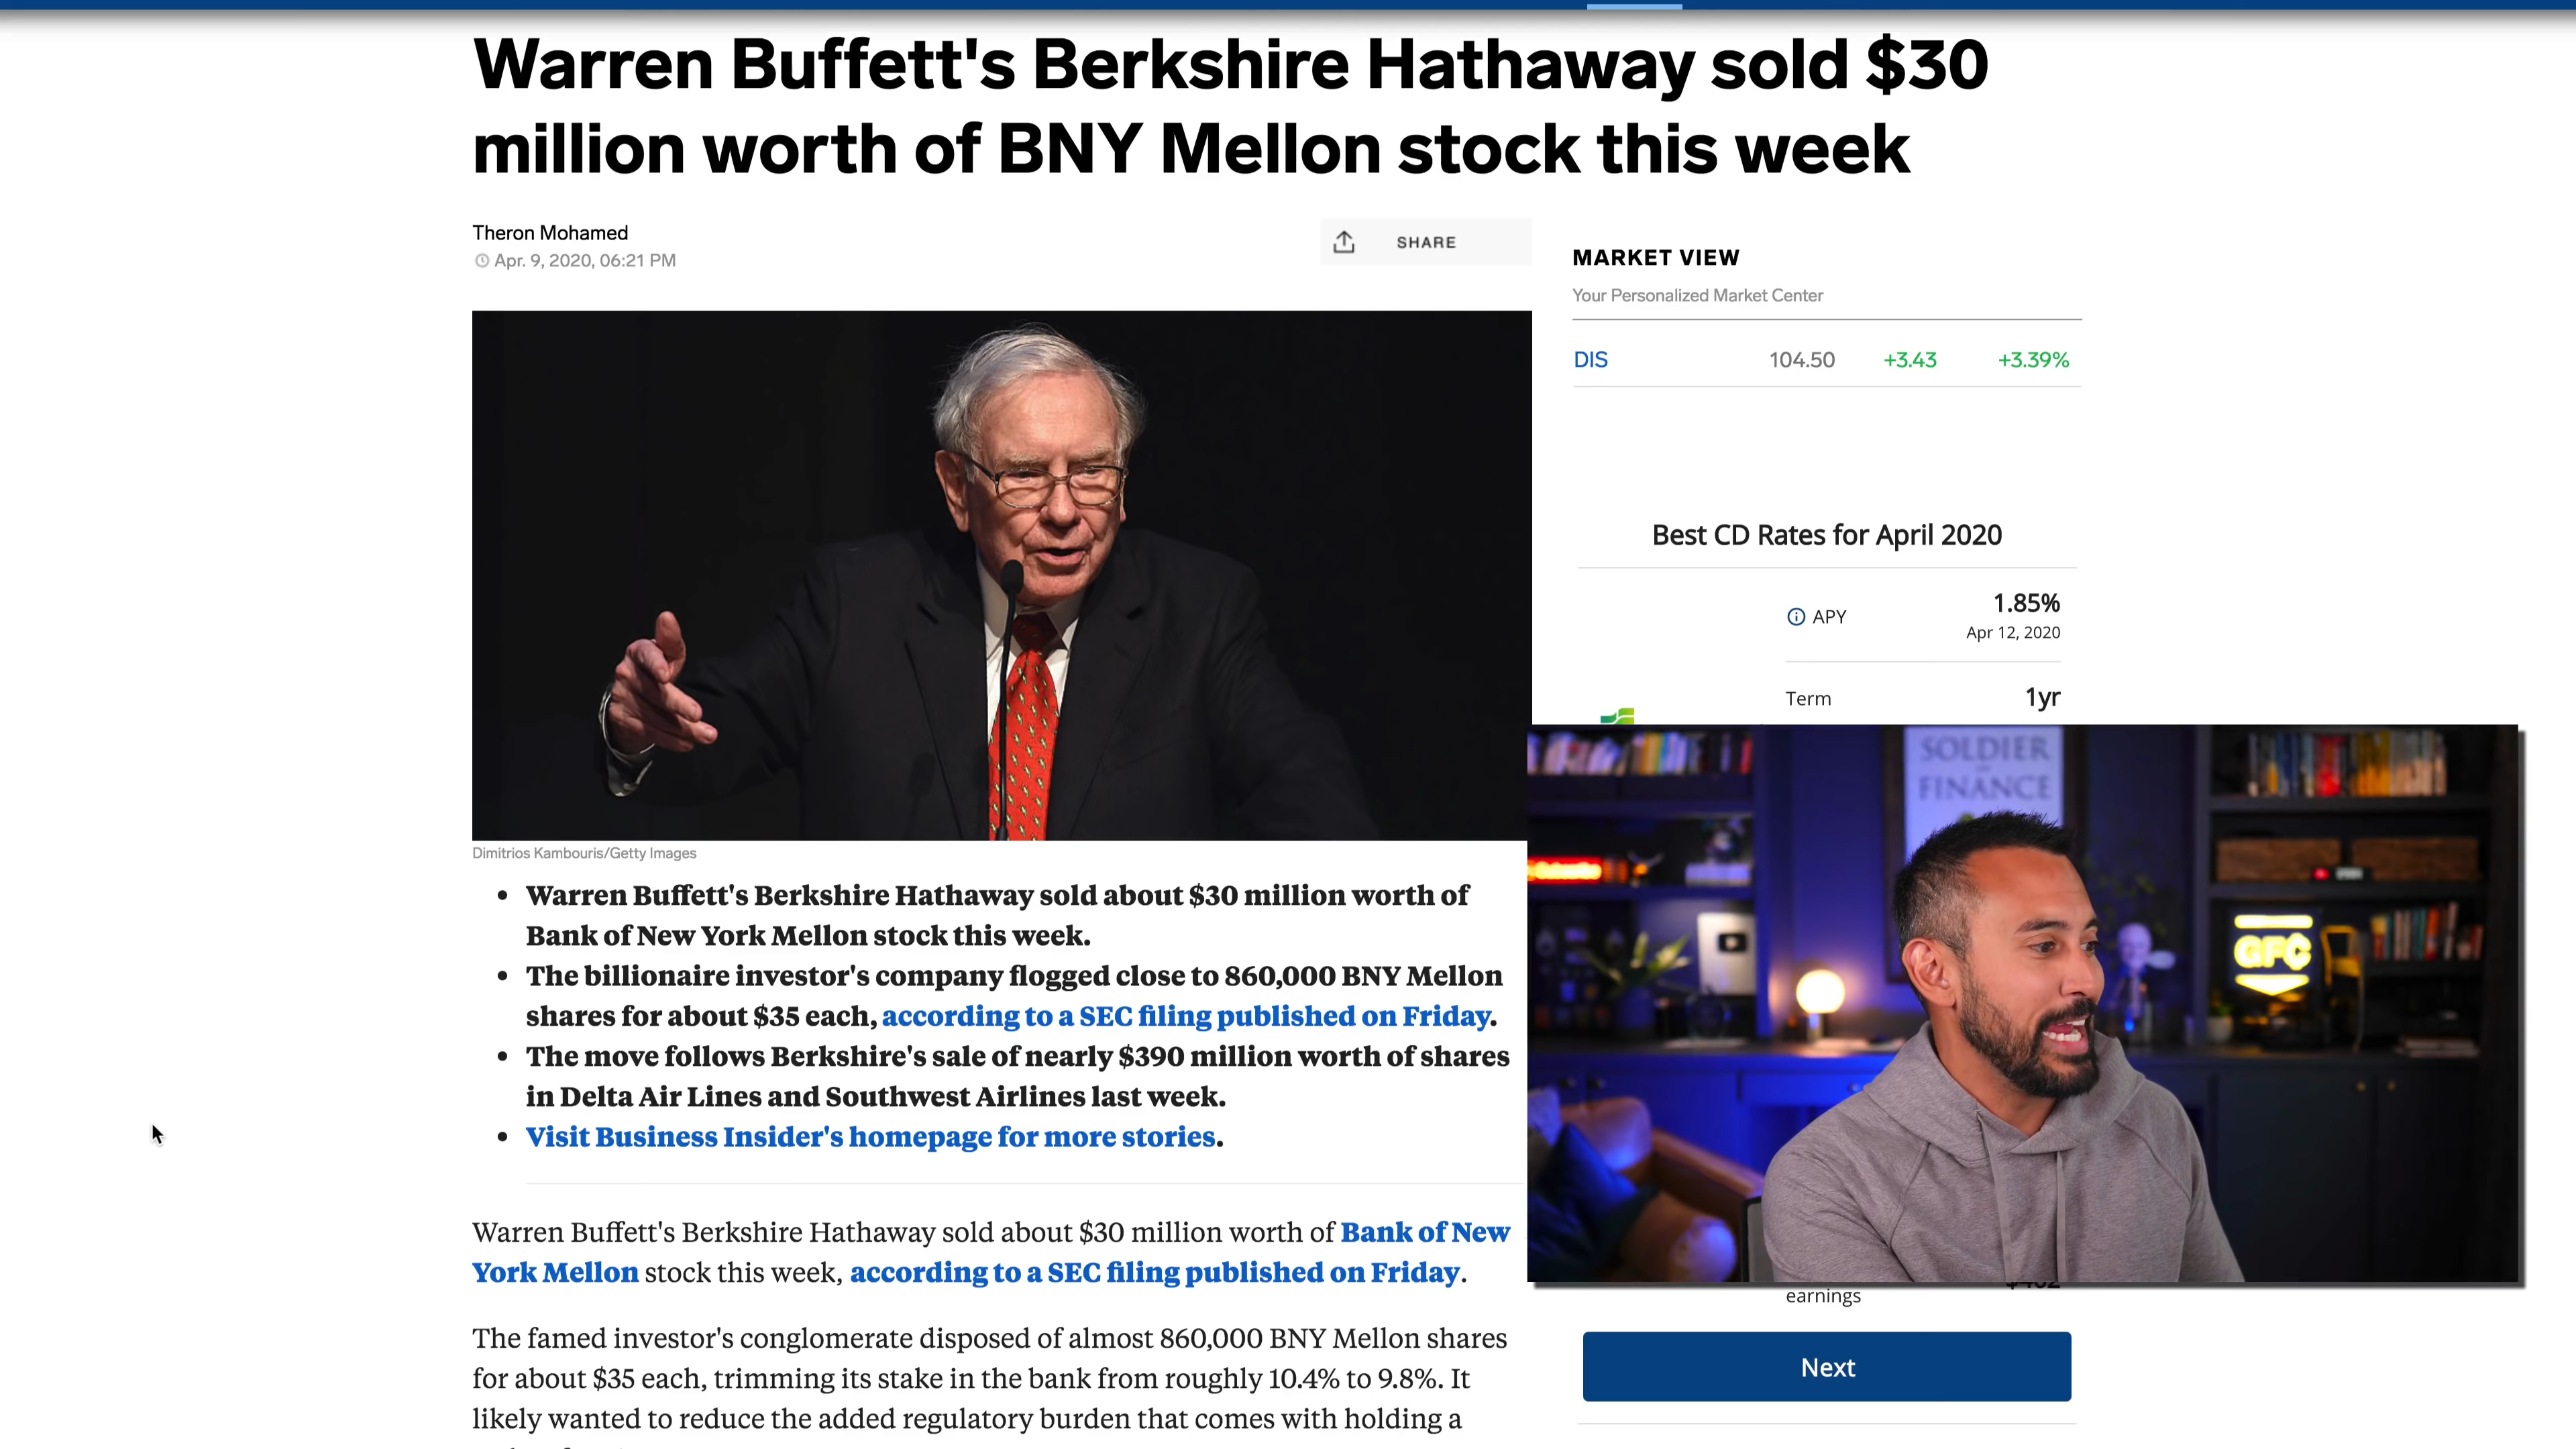 Warren Buffett's Berkshire Hathaway sold $30
million worth of BNY Mellon stock this week
Theron Mohamed
Apr. 9, 2020, 06:21 PM
SHARE
MARKET VIEW
Your Personalized Market Center
DIS 104.50 +3.43 +3.39%
Best CD Rates for April 2020
APY 1.85%
Apr 12, 2020
Term 1yr
SOLDIER
FINANCE
GFC
Dimitrios Kambouris/Getty Images
• Warren Buffett's Berkshire Hathaway sold about $30 million worth of
Bank of New York Mellon stock this week.
• The billionaire investor's company flogged close to 860,000 BNY Mellon
shares for about $35 each, according to a SEC filing published on Friday.
• The move follows Berkshire's sale of nearly $390 million worth of shares
in Delta Air Lines and Southwest Airlines last week.
• Visit Business Insider's homepage for more stories.
Warren Buffett's Berkshire Hathaway sold about $30 million worth of Bank of New
York Mellon stock this week, according to a SEC filing published on Friday.
The famed investor's conglomerate disposed of almost 860,000 BNY Mellon shares
for about $35 each, trimming its stake in the bank from roughly 10.4% to 9.8%. It
likely wanted to reduce the added regulatory burden that comes with holding a
earnings
Next